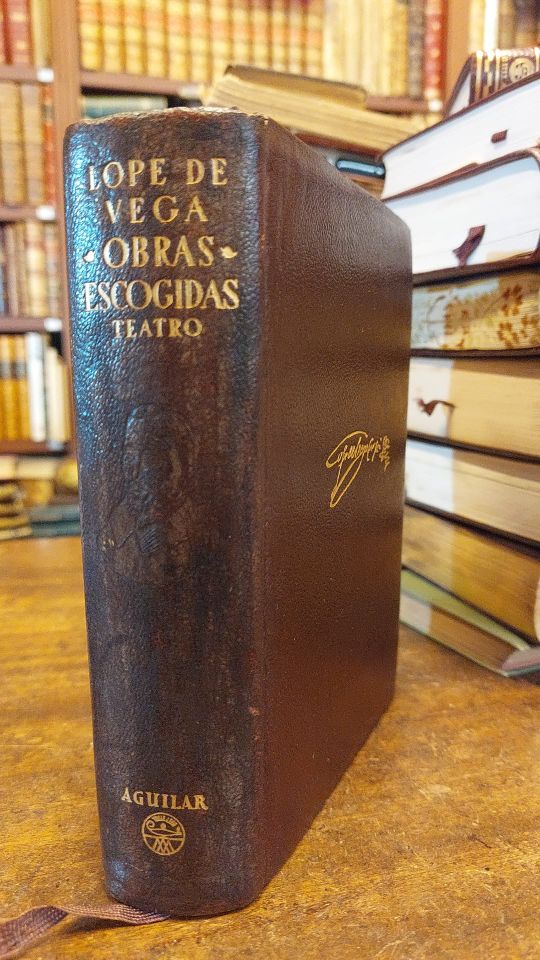 LOPE DE
VEGA
OBRAS
ESCOGIDAS
TEATRO
AGUILAR